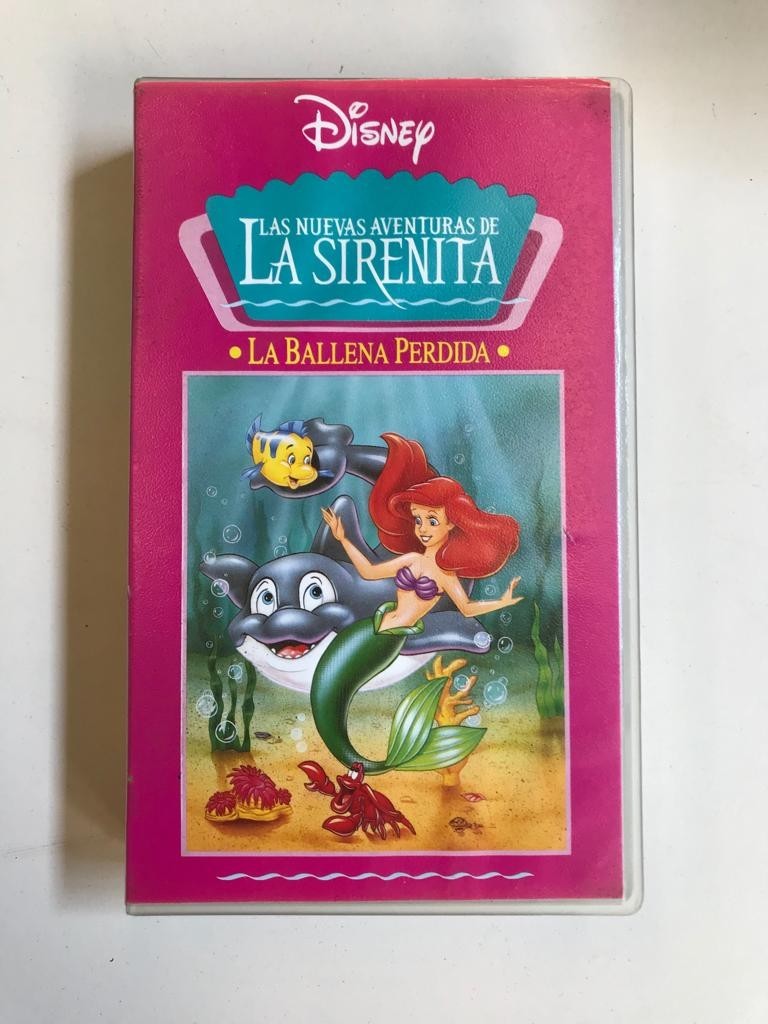 Disney
LAS NUEVAS AVENTURAS DE
LA SIRENITA
• LA BALLENA PERDIDA •